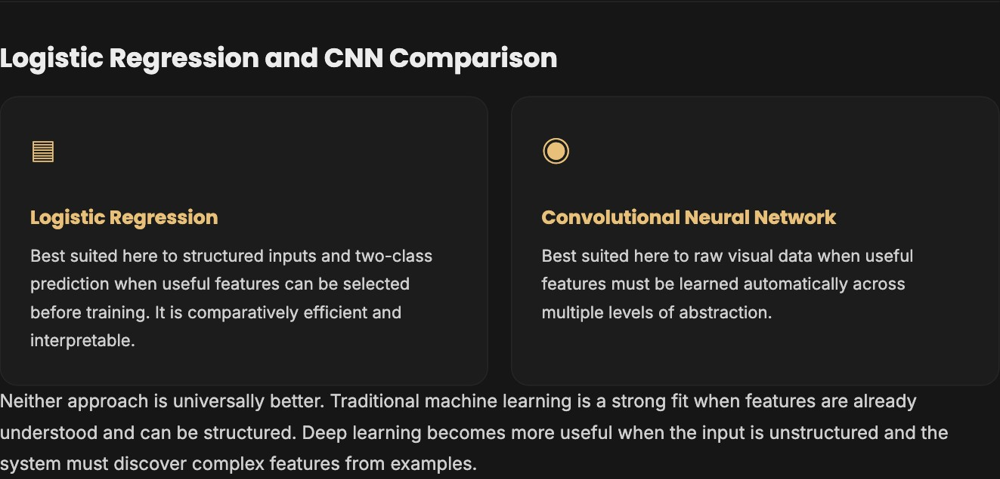 Logistic Regression and CNN Comparison
Logistic Regression
Best suited here to structured inputs and two-class
prediction when useful features can be selected
before training. It is comparatively efficient and
interpretable.
Convolutional Neural Network
Best suited here to raw visual data when useful
features must be learned automatically across
multiple levels of abstraction.
Neither approach is universally better. Traditional machine learning is a strong fit when features are already
understood and can be structured. Deep learning becomes more useful when the input is unstructured and the
system must discover complex features from examples.